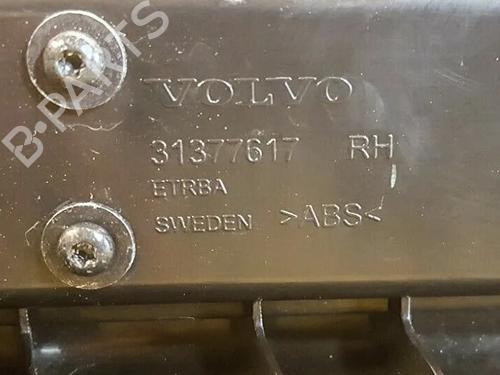 B-PARTS
VOLVO
31377617 RH
ETRBA
SWEDEN >ABS<